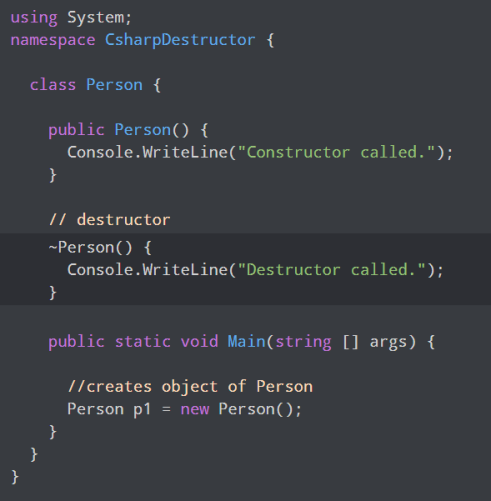 using System;
namespace CsharpDestructor {
class Person {
public Person() {
Console.WriteLine("Constructor called.");
}
// destructor
~Person() {
Console.WriteLine("Destructor called.");
}
public static void Main(string [] args) {
//creates object of Person
Person p1 = new Person();
}
}
}